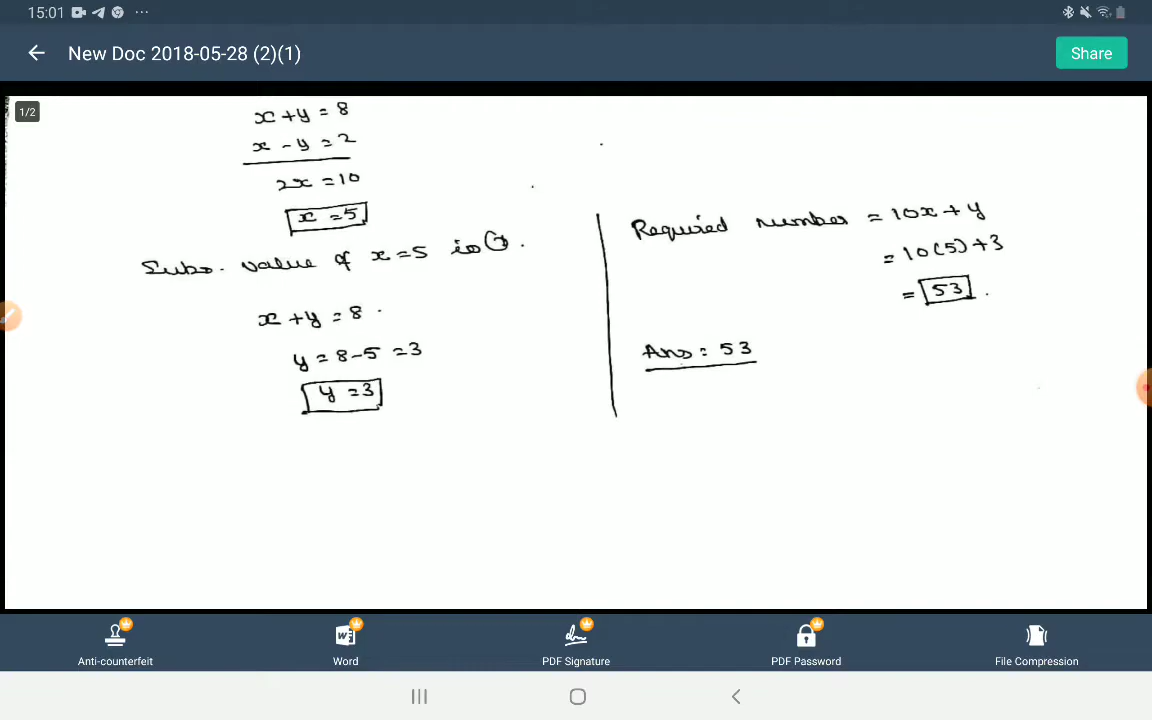 15:01
New Doc 2018-05-28 (2)(1)
Share
1/2
x + y = 8
x - y = 2
2x = 10
x = 5
Subs. value of x = 5 in
x + y = 8
y = 8 - 5 = 3
y = 3
Required number = 10x + y
= 10(5) + 3
= 53.
Ans: 53
Anti-counterfeit
Word
PDF Signature
PDF Password
File Compression